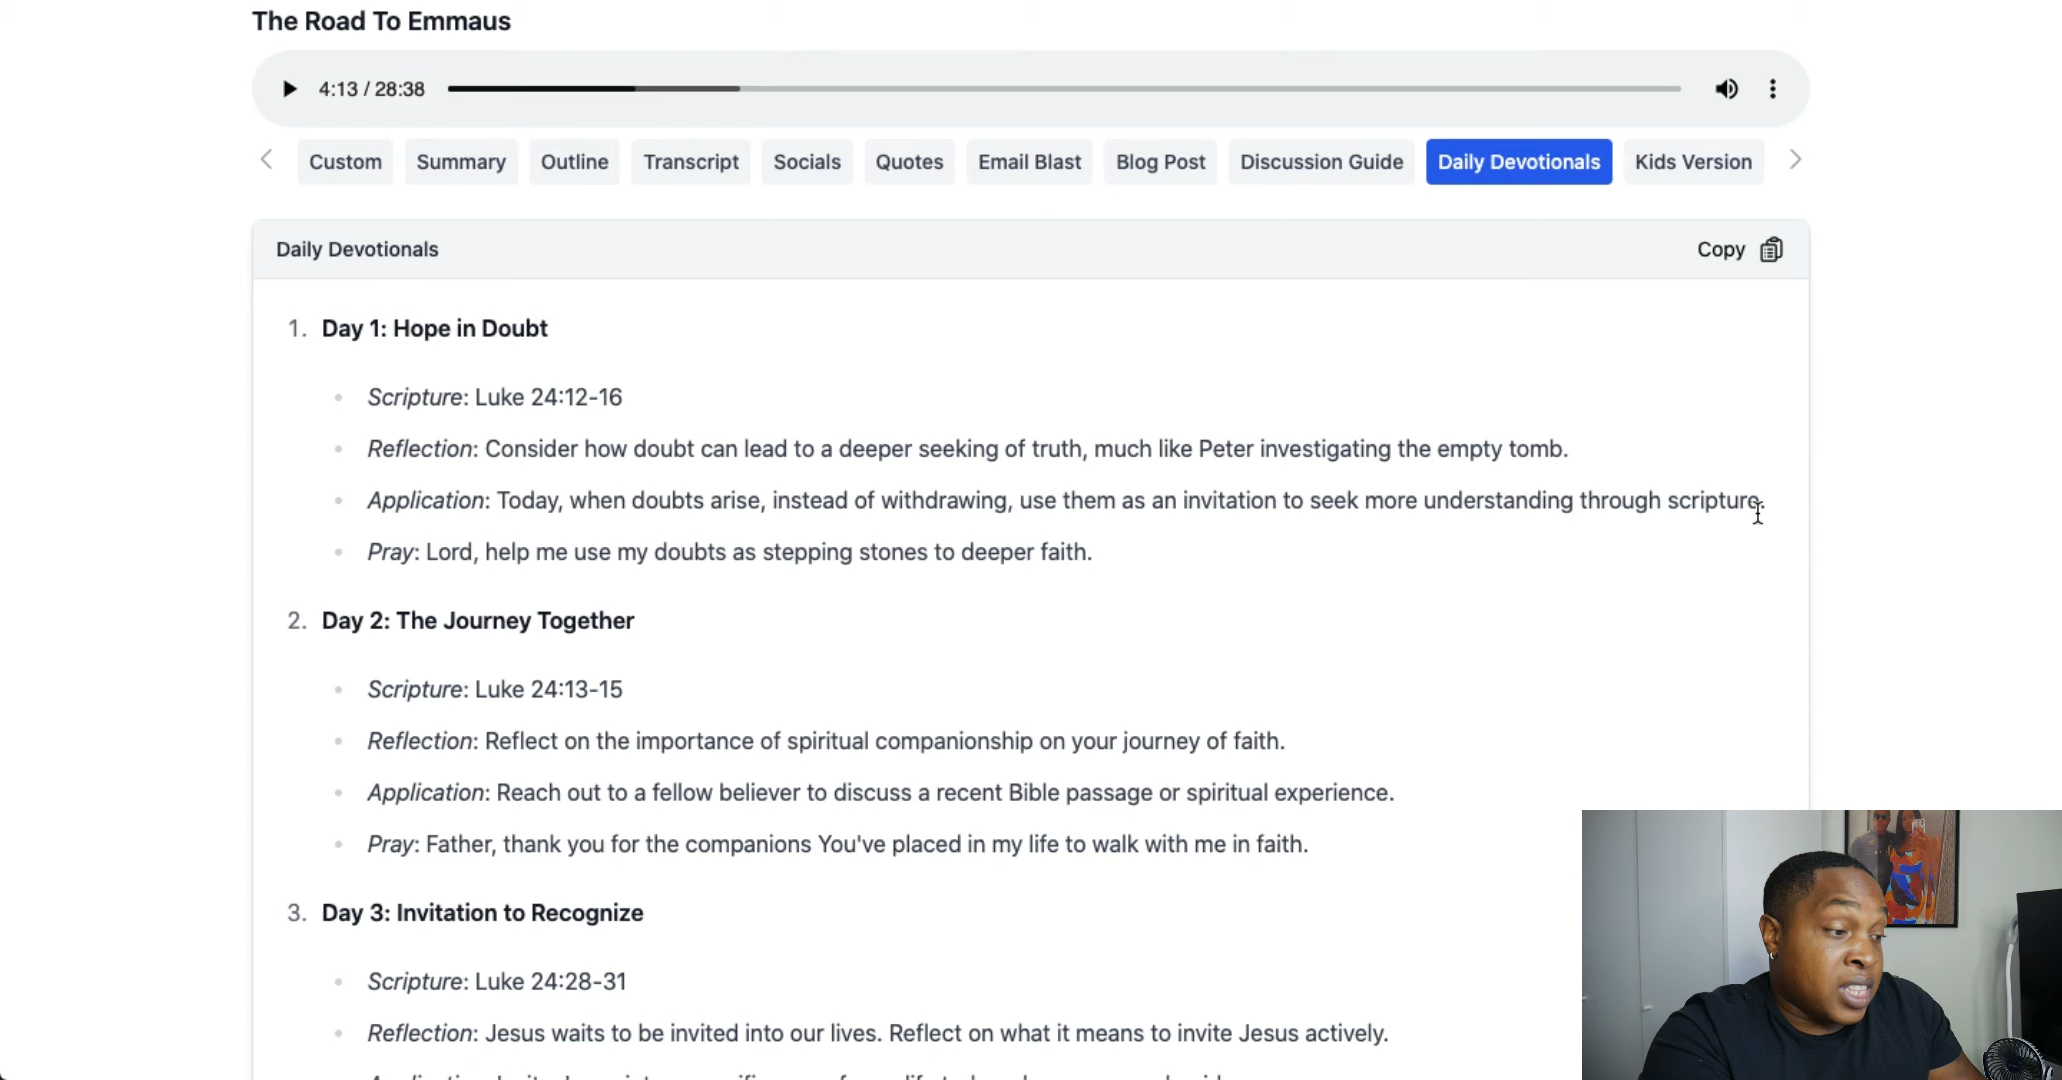 The Road To Emmaus
4:13 / 28:38
Custom Summary Outline Transcript Socials Quotes Email Blast Blog Post Discussion Guide Daily Devotionals Kids Version
Daily Devotionals Copy
1. Day 1: Hope in Doubt
Scripture: Luke 24:12-16
Reflection: Consider how doubt can lead to a deeper seeking of truth, much like Peter investigating the empty tomb.
Application: Today, when doubts arise, instead of withdrawing, use them as an invitation to seek more understanding through scripture.
Pray: Lord, help me use my doubts as stepping stones to deeper faith.
2. Day 2: The Journey Together
Scripture: Luke 24:13-15
Reflection: Reflect on the importance of spiritual companionship on your journey of faith.
Application: Reach out to a fellow believer to discuss a recent Bible passage or spiritual experience.
Pray: Father, thank you for the companions You've placed in my life to walk with me in faith.
3. Day 3: Invitation to Recognize
Scripture: Luke 24:28-31
Reflection: Jesus waits to be invited into our lives. Reflect on what it means to invite Jesus actively.